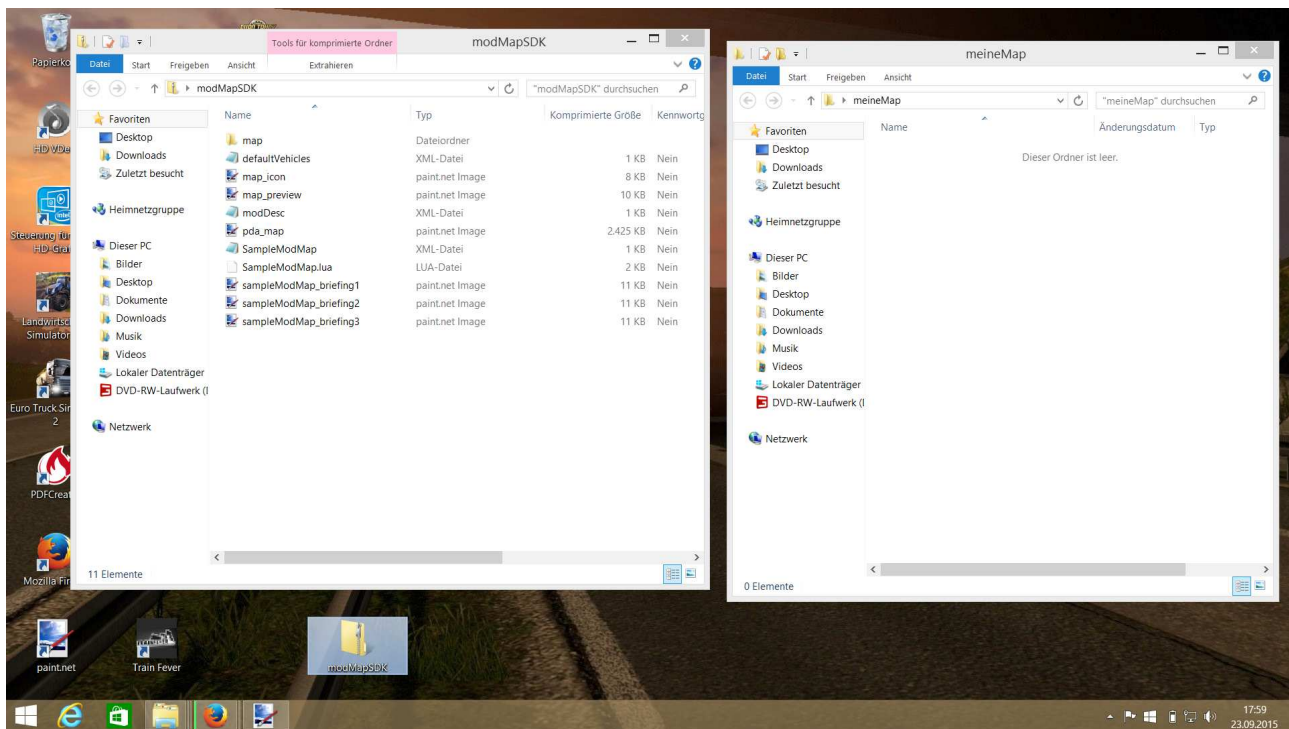 Papierko
HD VDe
Steuerung für
HD-Graf
Landwirtsc
Simulator
Euro Truck Sim
2
PDFCreat
Mozilla Fir
paint.net
Train Fever
modMapSDK
Tools für komprimierte Ordner
modMapSDK
Datei Start Freigeben Ansicht Extrahieren
modMapSDK
"modMapSDK" durchsuchen
Favoriten
Desktop
Downloads
Zuletzt besucht
Heimnetzgruppe
Dieser PC
Bilder
Desktop
Dokumente
Downloads
Musik
Videos
Lokaler Datenträger
DVD-RW-Laufwerk (
Netzwerk
Name Typ Komprimierte Größe Kennwortg
map Dateiordner
defaultVehicles XML-Datei 1 KB Nein
map_icon paint.net Image 8 KB Nein
map_preview paint.net Image 10 KB Nein
modDesc XML-Datei 1 KB Nein
pda_map paint.net Image 2.425 KB Nein
SampleModMap XML-Datei 1 KB Nein
SampleModMap.lua LUA-Datei 2 KB Nein
sampleModMap_briefing1 paint.net Image 11 KB Nein
sampleModMap_briefing2 paint.net Image 11 KB Nein
sampleModMap_briefing3 paint.net Image 11 KB Nein
11 Elemente
meineMap
Datei Start Freigeben Ansicht
meineMap
"meineMap" durchsuchen
Favoriten
Desktop
Downloads
Zuletzt besucht
Heimnetzgruppe
Dieser PC
Bilder
Desktop
Dokumente
Downloads
Musik
Videos
Lokaler Datenträger
DVD-RW-Laufwerk (
Netzwerk
Name Änderungsdatum Typ
Dieser Ordner ist leer.
0 Elemente
17:59
23.09.2015